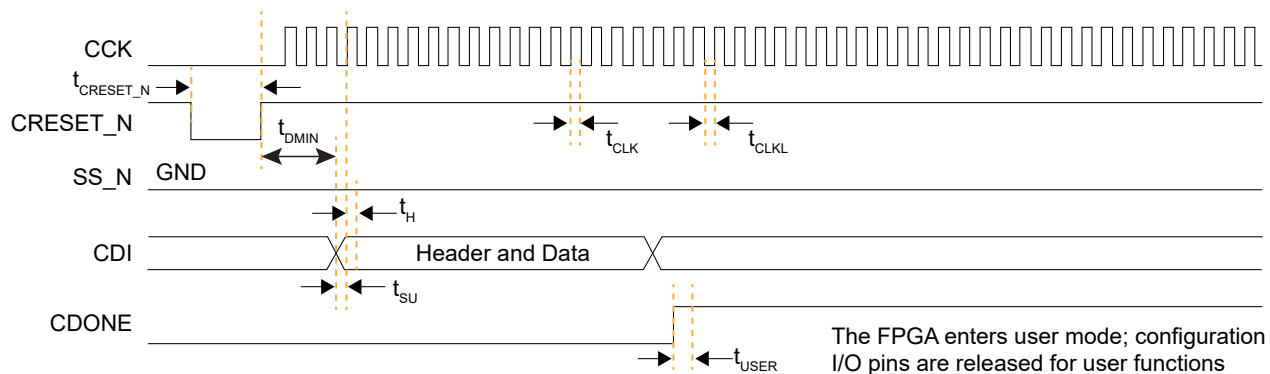 CCK
tCRESET_N
CRESET_N
tDMIN
tCLK
tCLKL
SS_N
GND
tH
CDI
Header and Data
tSU
CDONE
tUSER
The FPGA enters user mode; configuration
I/O pins are released for user functions